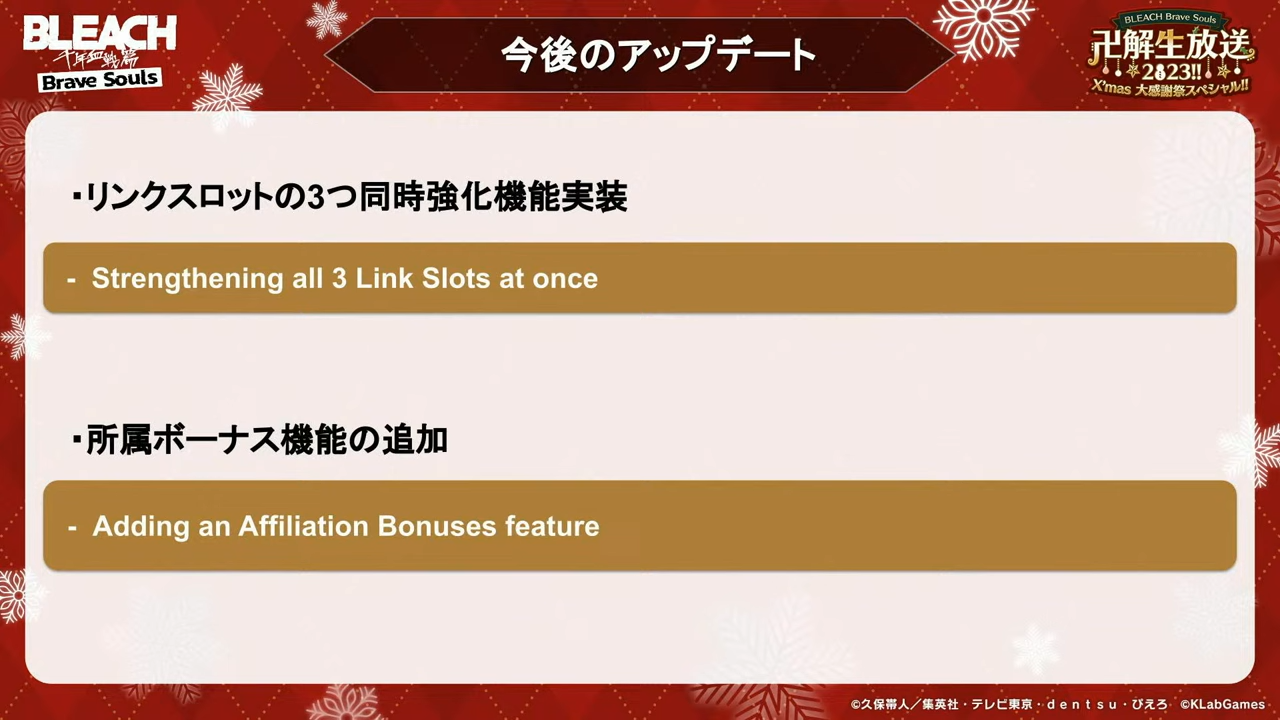 BLEACH
千年血戦篇
Brave Souls
今後のアップデート
BLEACH Brave Souls
卍解生放送
2023!!
X'mas 大感謝祭スペシャル!!
・リンクスロットの3つ同時強化機能実装
- Strengthening all 3 Link Slots at once
・所属ボーナス機能の追加
- Adding an Affiliation Bonuses feature
©久保帯人／集英社・テレビ東京・ｄｅｎｔｓｕ・ぴえろ ©KLabGames